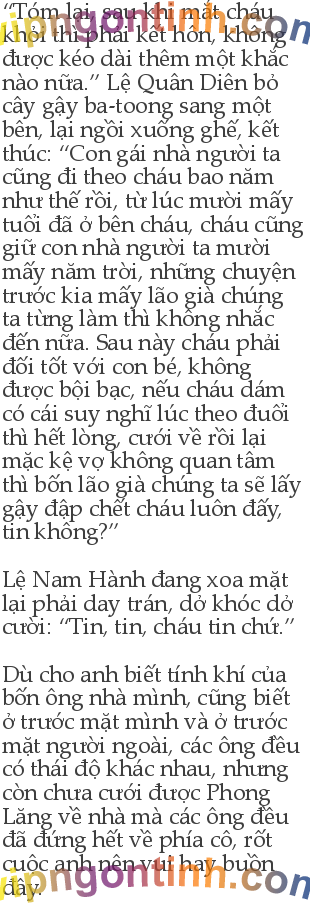 “Tóm lại, sau khi mắt cháu
khỏi thì phải kết hôn, không
được kéo dài thêm một khắc
nào nữa.” Lệ Quân Diên bỏ
cây gậy ba-toong sang một
bên, lại ngồi xuống ghế, kết
thúc: “Con gái nhà người ta
cũng đi theo cháu bao năm
như thế rồi, từ lúc mười mấy
tuổi đã ở bên cháu, cháu cũng
giữ con nhà người ta mười
mấy năm trời, những chuyện
trước kia mấy lão già chúng
ta từng làm thì không nhắc
đến nữa. Sau này cháu phải
đối tốt với con bé, không
được bội bạc, nếu cháu dám
có cái suy nghĩ lúc theo đuổi
thì hết lòng, cưới về rồi lại
mặc kệ vợ không quan tâm
thì bốn lão già chúng ta sẽ lấy
gậy đập chết cháu luôn đấy,
tin không?”
Lệ Nam Hành đang xoa mặt
lại phải day trán, dở khóc dở
cười: “Tin, tin, cháu tin chứ.”
Dù cho anh biết tính khí của
bốn ông nhà mình, cũng biết
ở trước mặt mình và ở trước
mặt người ngoài, các ông đều
có thái độ khác nhau, nhưng
còn chưa cưới được Phong
Lăng về nhà mà các ông đều
đã đứng hết về phía cô, rốt
cuộc anh nên vui hay buồn
đây.
vipngontinh.com
vipngontinh.com